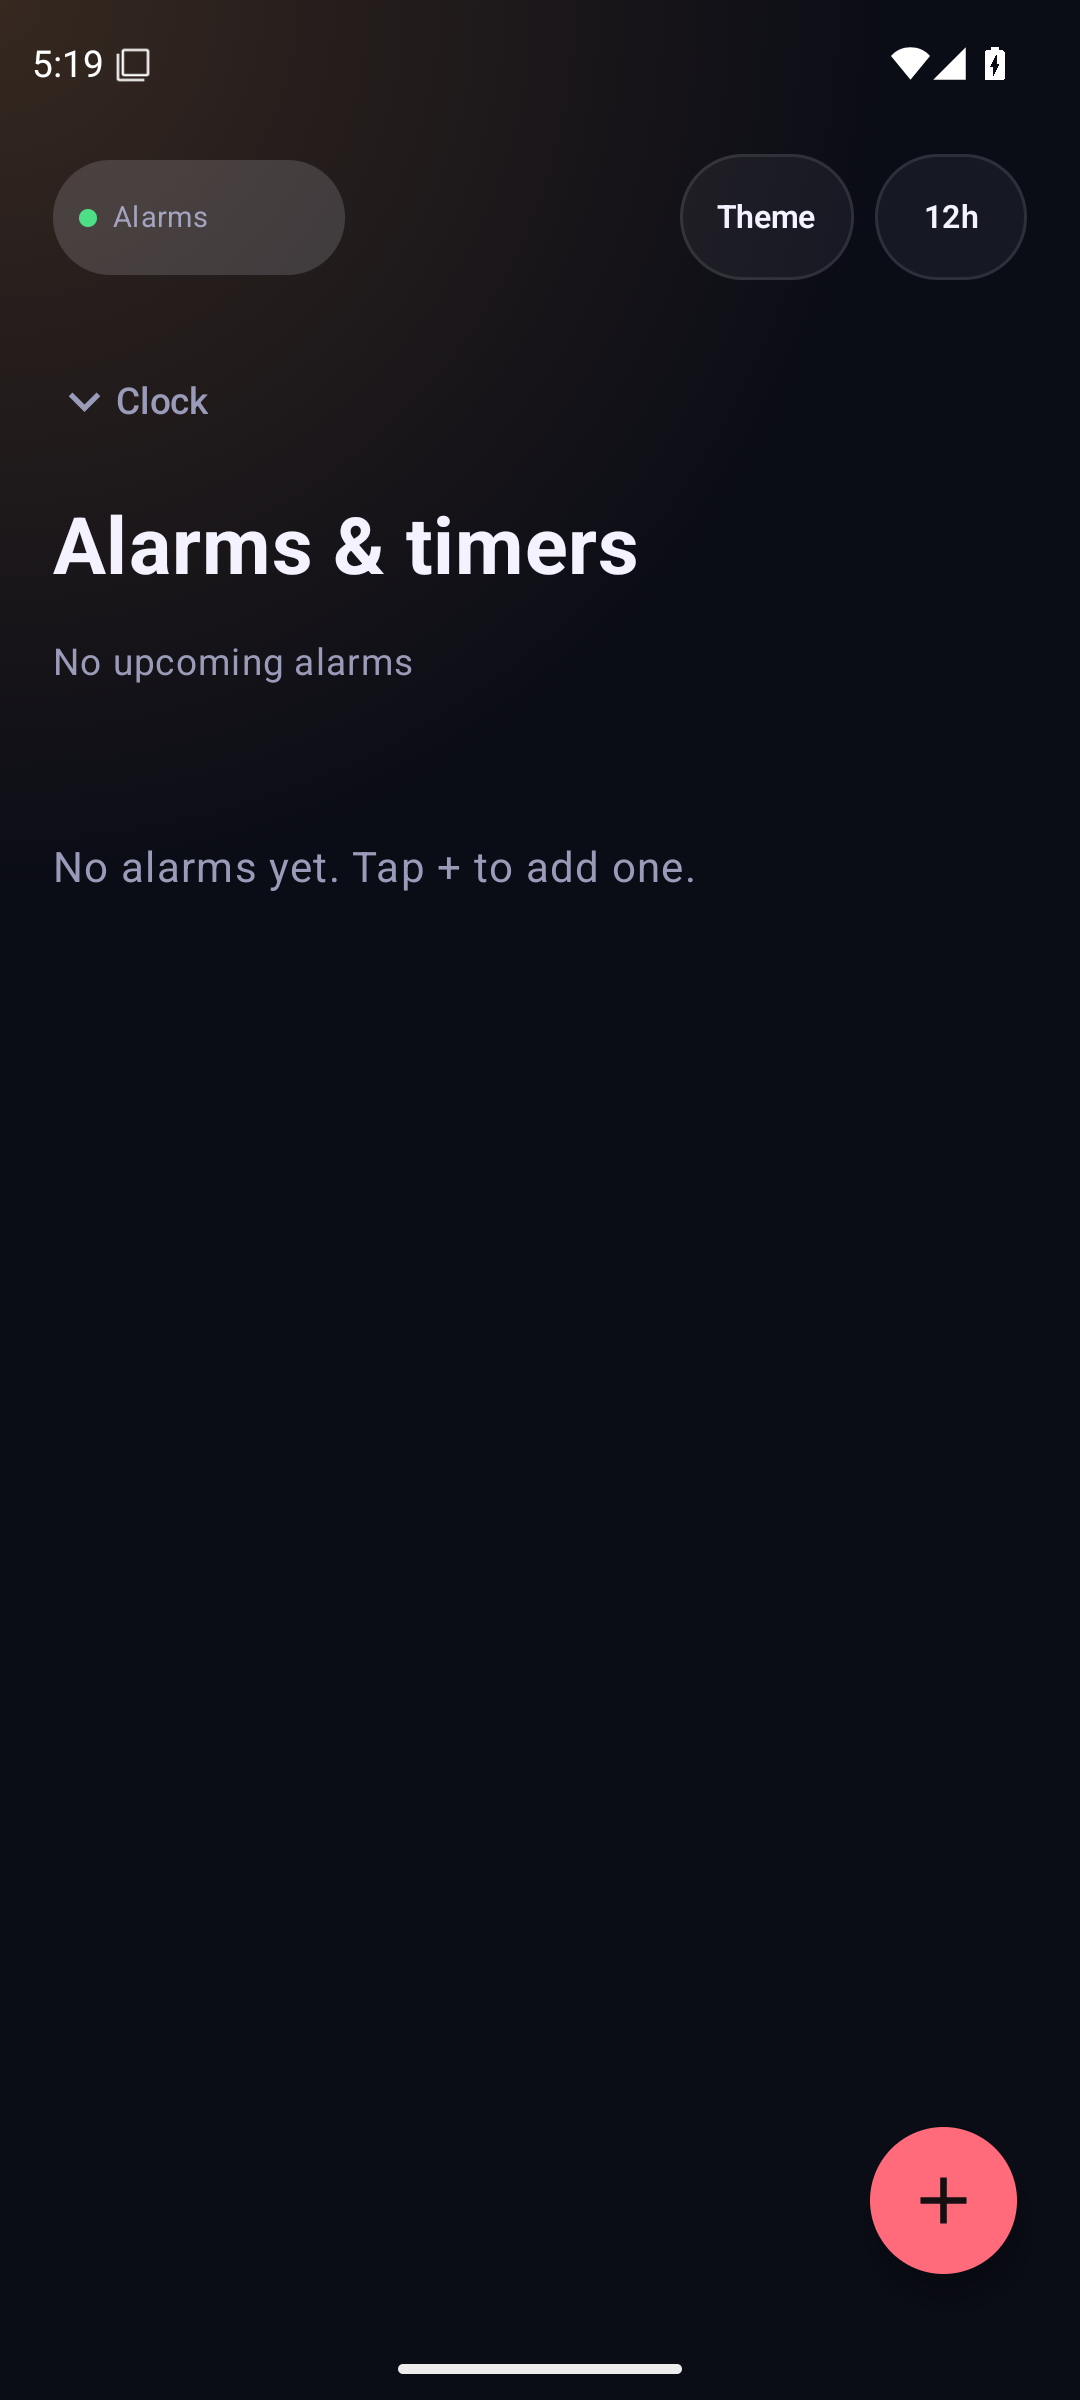 5:19
Alarms
Theme
12h
Clock
Alarms & timers
No upcoming alarms
No alarms yet. Tap + to add one.